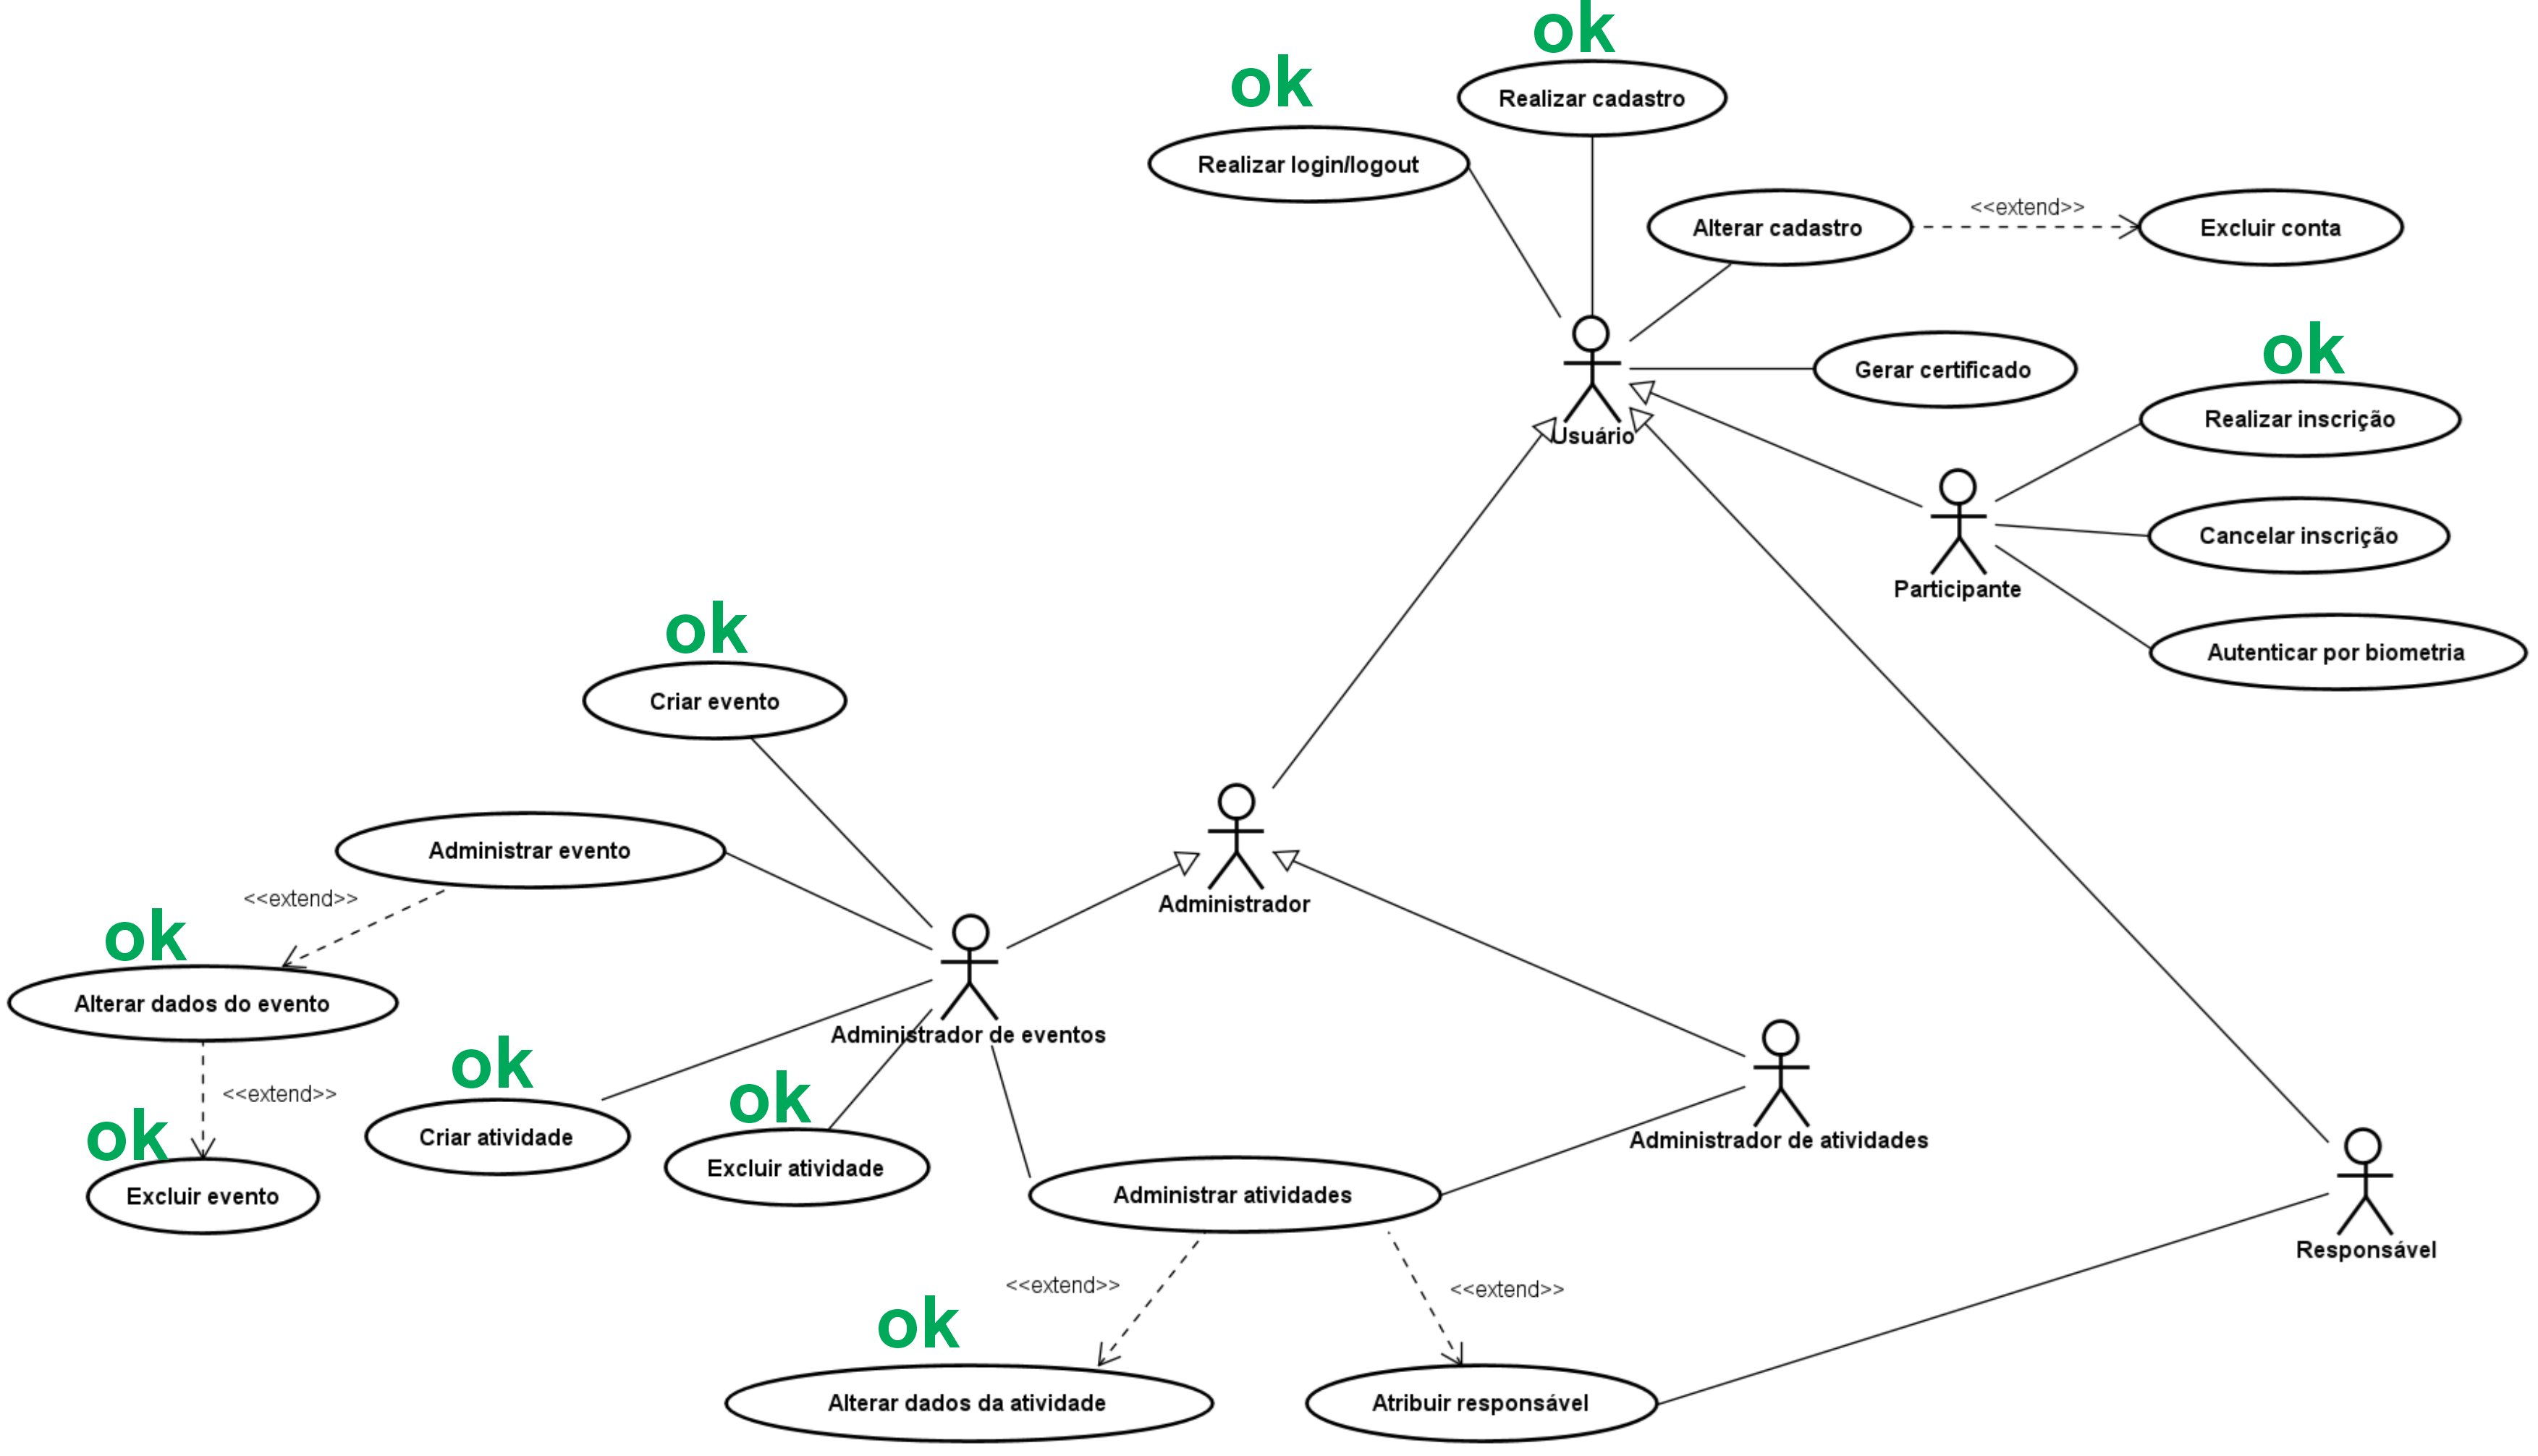 ok
Realizar cadastro
ok
Realizar login/logout
Alterar cadastro
<<extend>>
Excluir conta
Gerar certificado
ok
Realizar inscrição
Usuário
Cancelar inscrição
Participante
Autenticar por biometria
ok
Criar evento
Administrar evento
<<extend>>
Administrador
ok
Alterar dados do evento
Administrador de eventos
<<extend>>
ok
Criar atividade
ok
Excluir atividade
ok
Excluir evento
Administrador de atividades
Administrar atividades
Responsável
<<extend>>
<<extend>>
ok
Alterar dados da atividade
Atribuir responsável